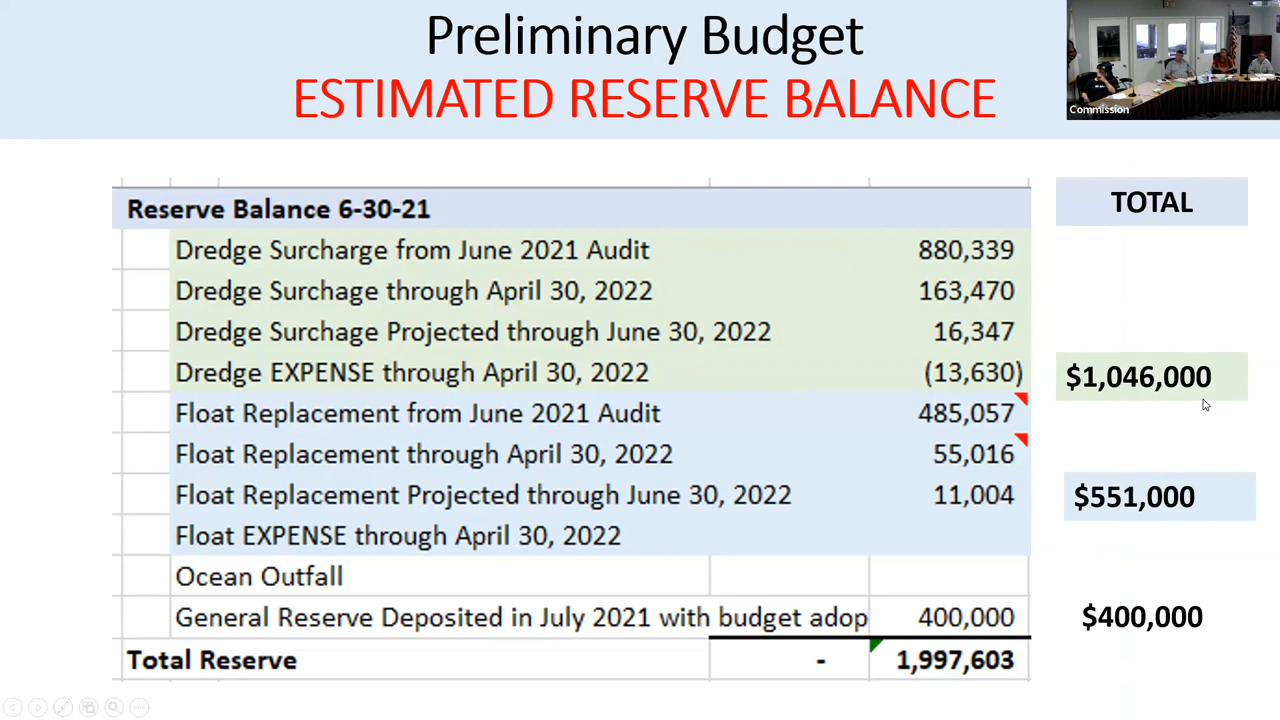 Preliminary Budget
ESTIMATED RESERVE BALANCE
Commission
Reserve Balance 6-30-21
TOTAL
Dredge Surcharge from June 2021 Audit 880,339
Dredge Surchage through April 30, 2022 163,470
Dredge Surchage Projected through June 30, 2022 16,347
Dredge EXPENSE through April 30, 2022 (13,630) $1,046,000
Float Replacement from June 2021 Audit 485,057
Float Replacement through April 30, 2022 55,016
Float Replacement Projected through June 30, 2022 11,004 $551,000
Float EXPENSE through April 30, 2022
Ocean Outfall
General Reserve Deposited in July 2021 with budget adop 400,000 $400,000
Total Reserve - 1,997,603